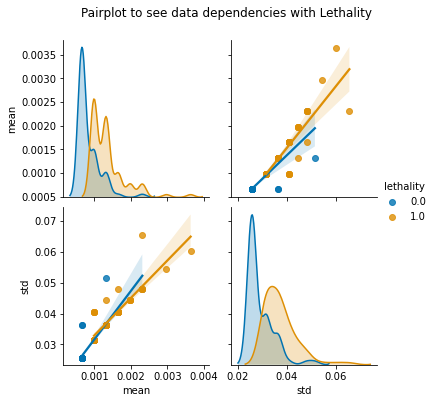 Pairplot to see data dependencies with Lethality
0.0035
0.0030
0.0025
0.0020
0.0015
0.0010
0.0005
mean
lethality
0.0
1.0
0.07
0.06
0.05
0.04
0.03
std
0.001 0.002 0.003 0.004
mean
0.02 0.04 0.06
std